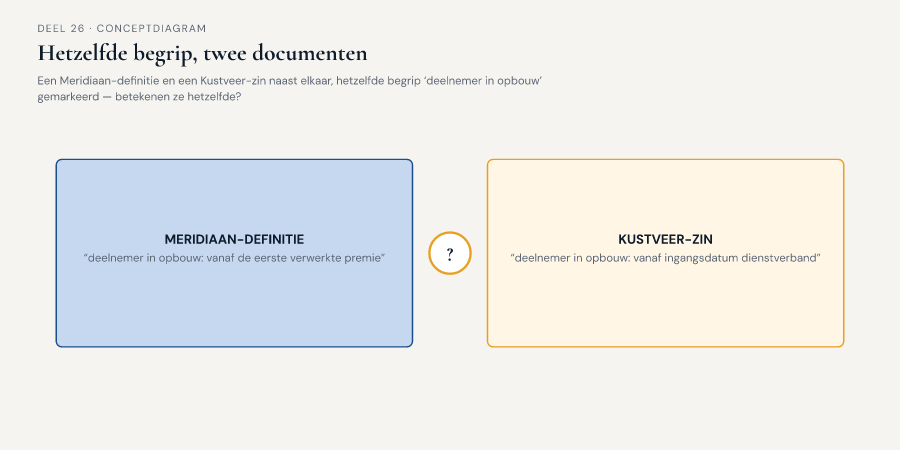 DEEL 26 · CONCEPTDIAGRAM
Hetzelfde begrip, twee documenten
Een Meridiaan-definitie en een Kustveer-zin naast elkaar, hetzelfde begrip ‘deelnemer in opbouw’
gemarkeerd — betekenen ze hetzelfde?
MERIDIAAN-DEFINITIE
“deelnemer in opbouw: vanaf de eerste verwerkte premie”
?
KUSTVEER-ZIN
“deelnemer in opbouw: vanaf ingangsdatum dienstverband”